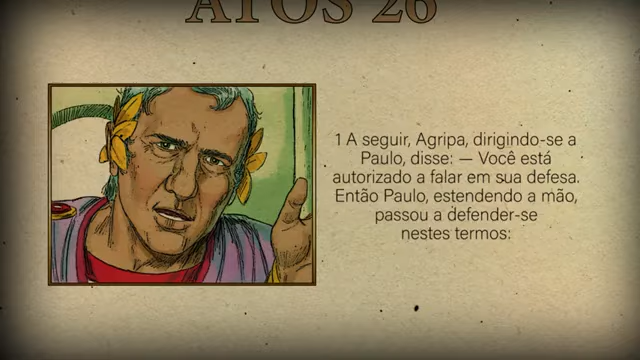 ATOS 26
1 A seguir, Agripa, dirigindo-se a
Paulo, disse: — Você está
autorizado a falar em sua defesa.
Então Paulo, estendendo a mão,
passou a defender-se
nestes termos: